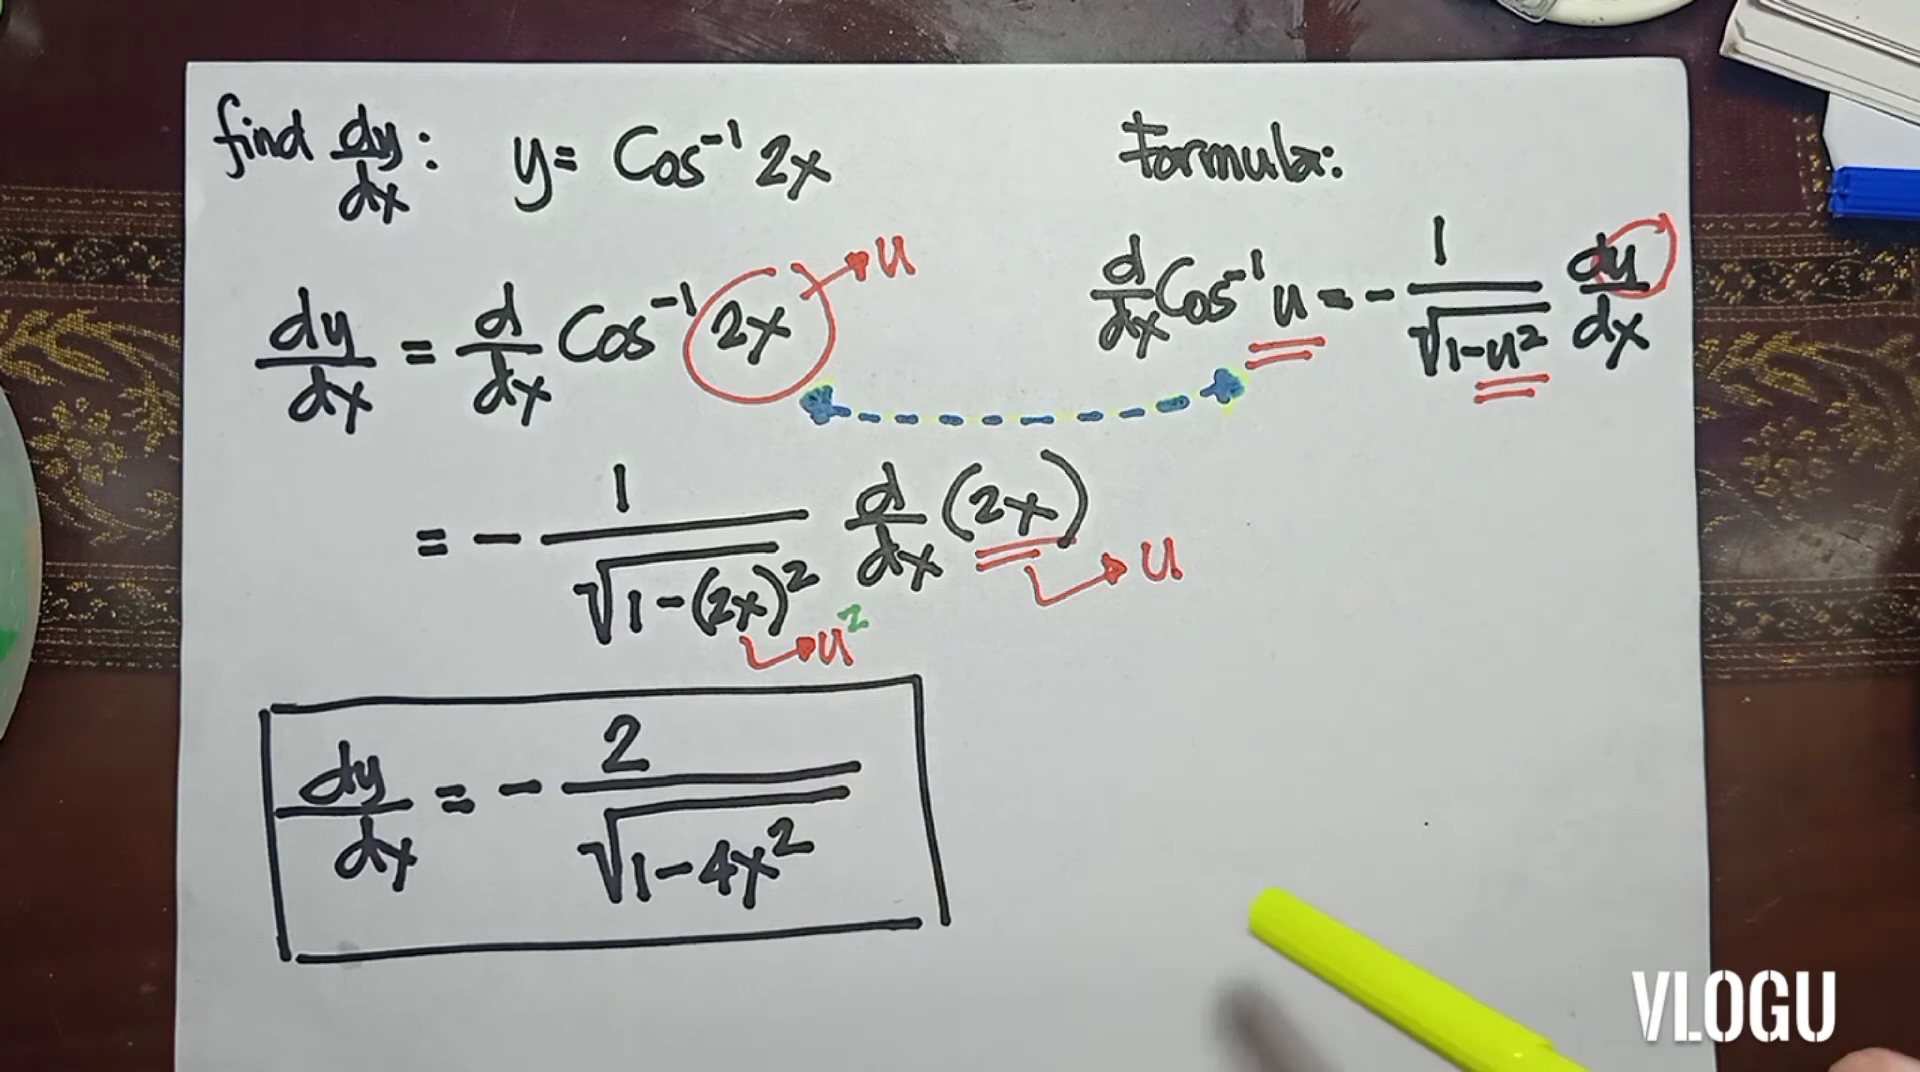 find dy/dx: y= Cos⁻¹ 2x
dy/dx = d/dx Cos⁻¹ 2x → u
= - 1/√1-(2x)² d/dx (2x) → u
→ u²
dy/dx = - 2/√1-4x²
Formula:
d/dx Cos⁻¹ u = - 1/√1-u² du/dx
VLOGU